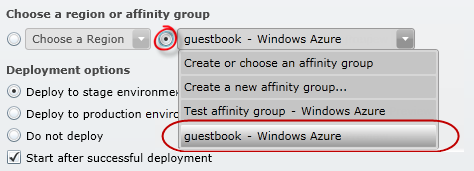 Choose a region or affinity group
Choose a Region
guestbook - Windows Azure
Create or choose an affinity group
Create a new affinity group...
Test affinity group - Windows Azure
guestbook - Windows Azure
Deployment options
Deploy to stage
Deploy to production
Do not deploy
Start after successful deployment